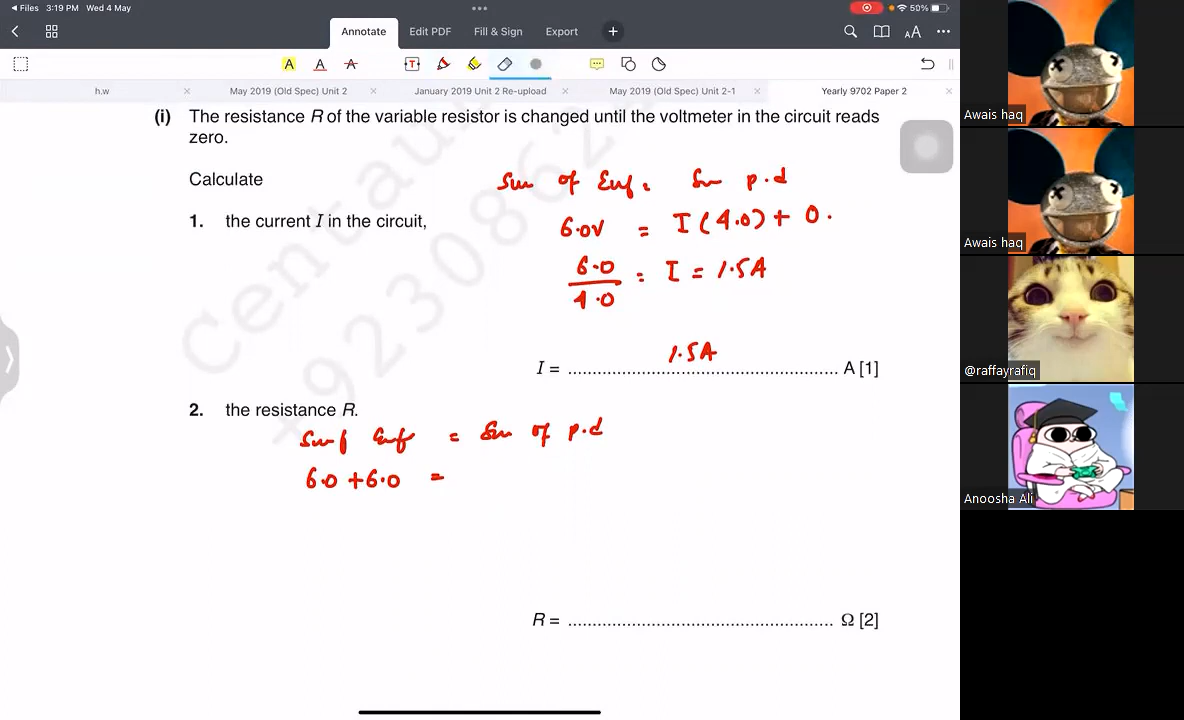 Files 3:19 PM Wed 4 May
50%
Annotate Edit PDF Fill & Sign Export
AA
A A A T
h.w May 2019 (Old Spec) Unit 2 January 2019 Unit 2 Re-upload May 2019 (Old Spec) Unit 2-1 Yearly 9702 Paper 2
(i) The resistance R of the variable resistor is changed until the voltmeter in the circuit reads
zero.
Calculate
Sum of Emf = Sum p.d
1. the current I in the circuit,
6.0V = I(4.0) + 0.
6.0/4.0 = I = 1.5A
1.5A
I = ........................................................ A [1]
2. the resistance R.
Sum of Emf = Sum of p.d
6.0 + 6.0 =
R = ...................................................... Ω [2]
+9230862
Awais haq
Awais haq
@raffayrafiq
Anoosha Ali